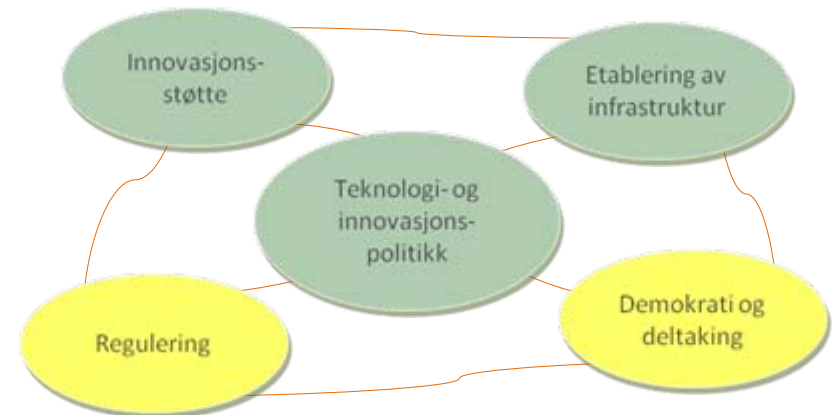 Innovasjons-
støtte
Etablering av
infrastruktur
Teknologi- og
innovasjons-
politikk
Regulering
Demokrati og
deltaking